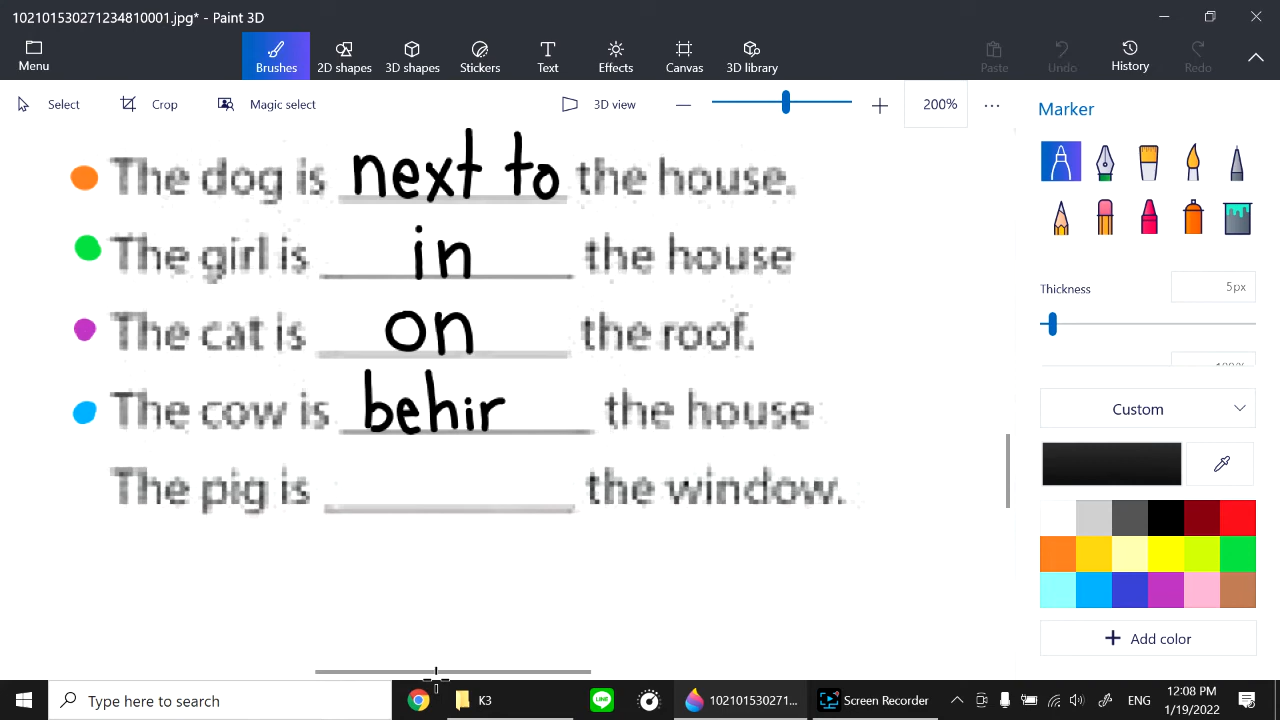 102101530271234810001.jpg* - Paint 3D
Menu
Brushes
2D shapes
3D shapes
Stickers
Text
Effects
Canvas
3D library
Paste
Undo
History
Redo
Select
Crop
Magic select
3D view
200%
Marker
The dog is next to the house.
The girl is in the house
The cat is on the roof.
The cow is behir the house
The pig is the window.
Thickness
5px
Custom
Add color
Type here to search
K3
LINE
102101530271...
Screen Recorder
ENG
12:08 PM
1/19/2022